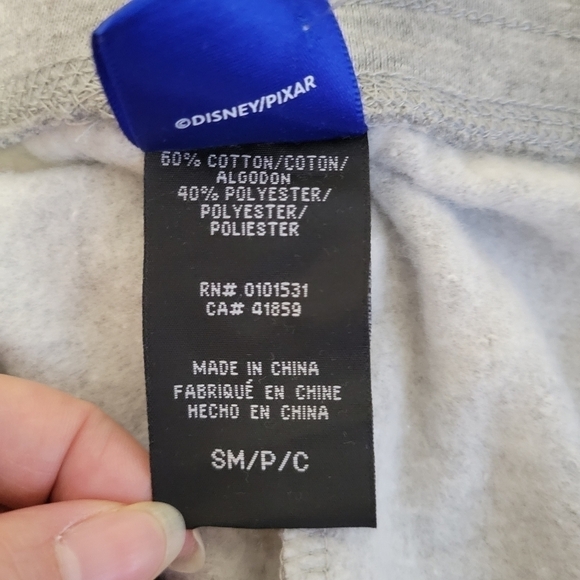 ©DISNEY/PIXAR
60% COTTON/COTON/
ALGODON
40% POLYESTER/
POLYESTER/
POLIESTER
RN# 0101531
CA# 41859
MADE IN CHINA
FABRIQUÉ EN CHINE
HECHO EN CHINA
SM/P/C